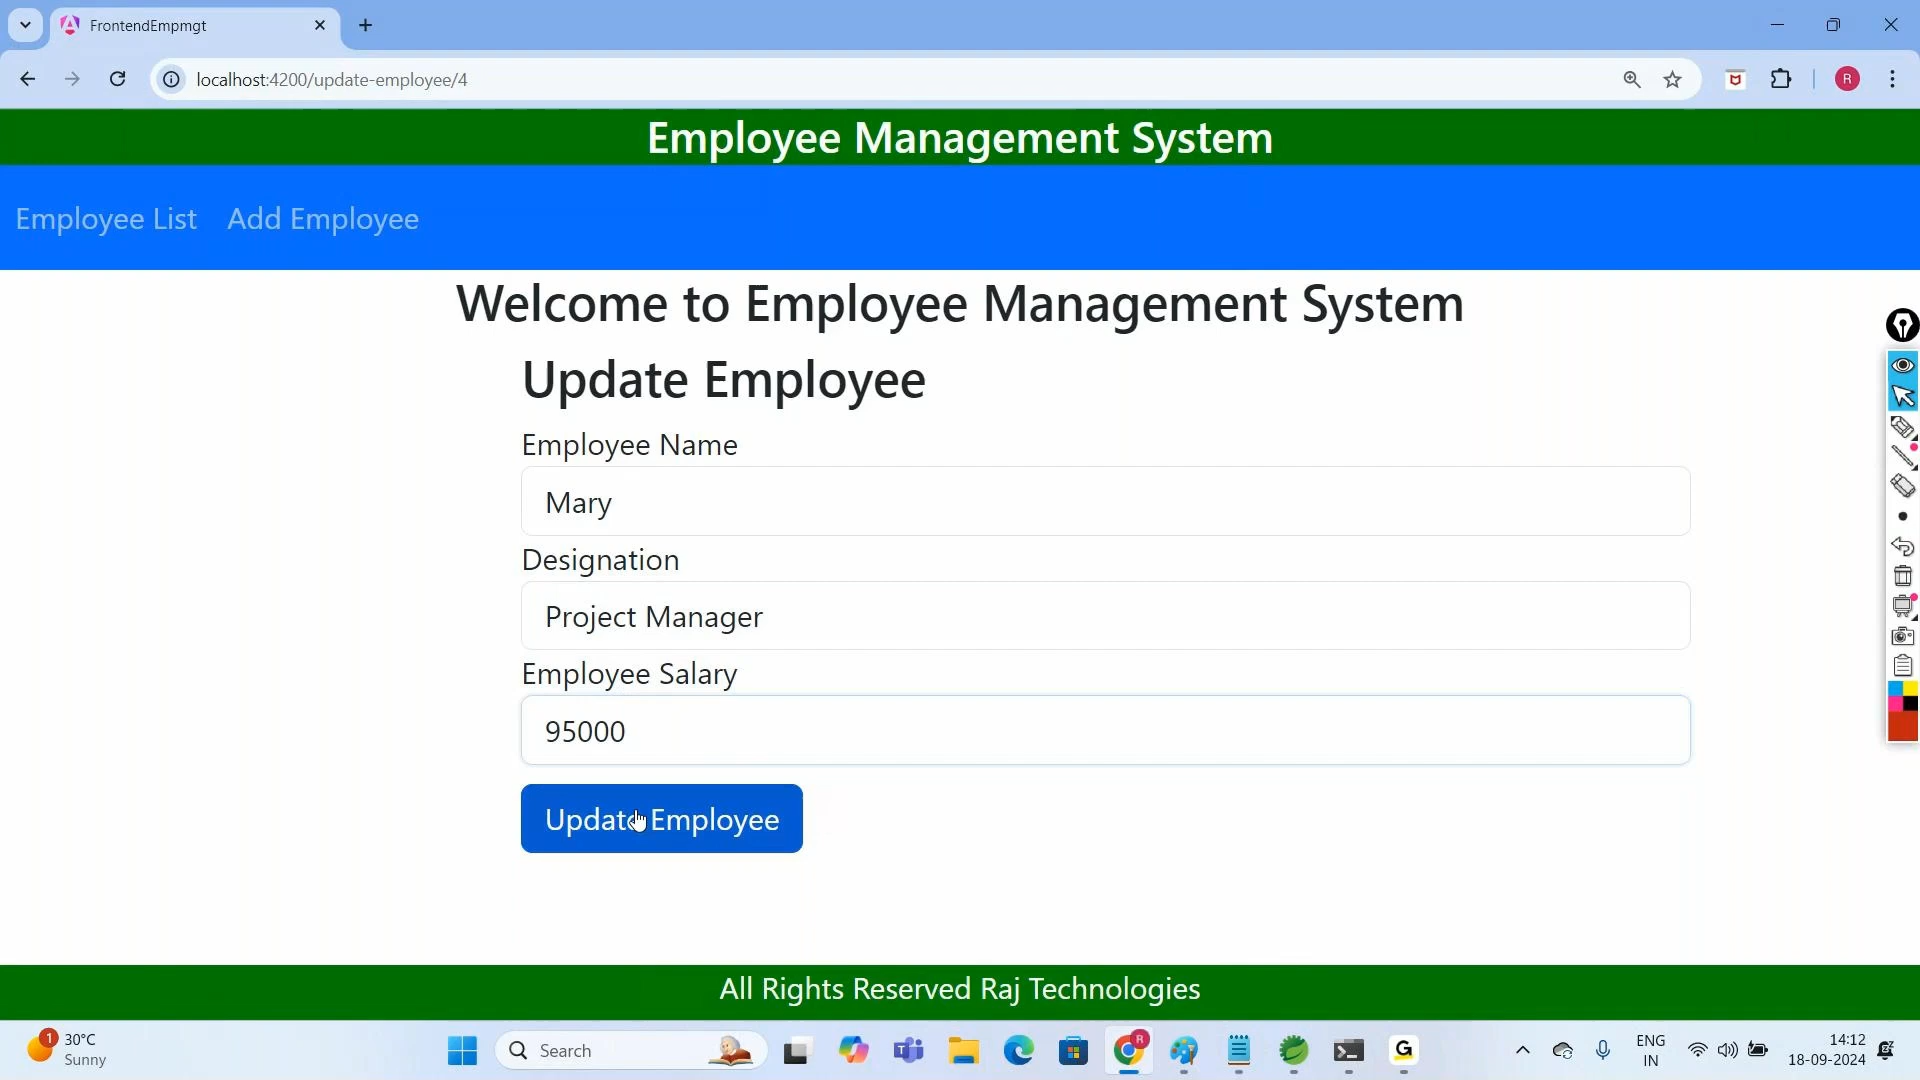 FrontendEmpmgt
localhost:4200/update-employee/4
R
Employee Management System
Employee List Add Employee
Welcome to Employee Management System
Update Employee
Employee Name
Mary
Designation
Project Manager
Employee Salary
95000
Update Employee
All Rights Reserved Raj Technologies
1
30°C
Sunny
Search
R
G
ENG
IN
14:12
18-09-2024